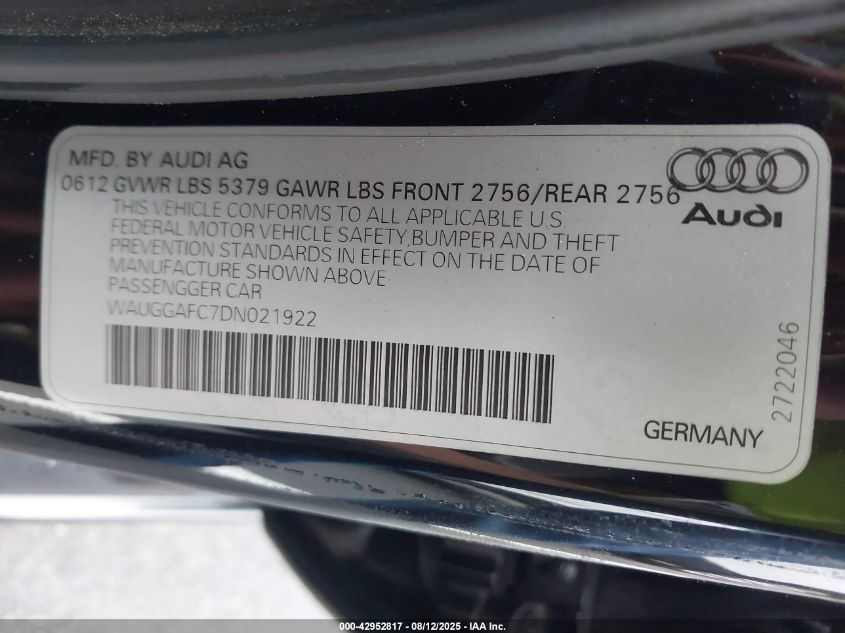 MFD. BY AUDI AG
0612 GVWR LBS 5379 GAWR LBS FRONT 2756/REAR 2756
Audi
THIS VEHICLE CONFORMS TO ALL APPLICABLE U.S.
FEDERAL MOTOR VEHICLE SAFETY,BUMPER AND THEFT
PREVENTION STANDARDS IN EFFECT ON THE DATE OF
MANUFACTURE SHOWN ABOVE
PASSENGGER CAR
WAUGGAFC7DN021922
2722046
GERMANY
000-42952817 - 08/12/2025 - IAA Inc.